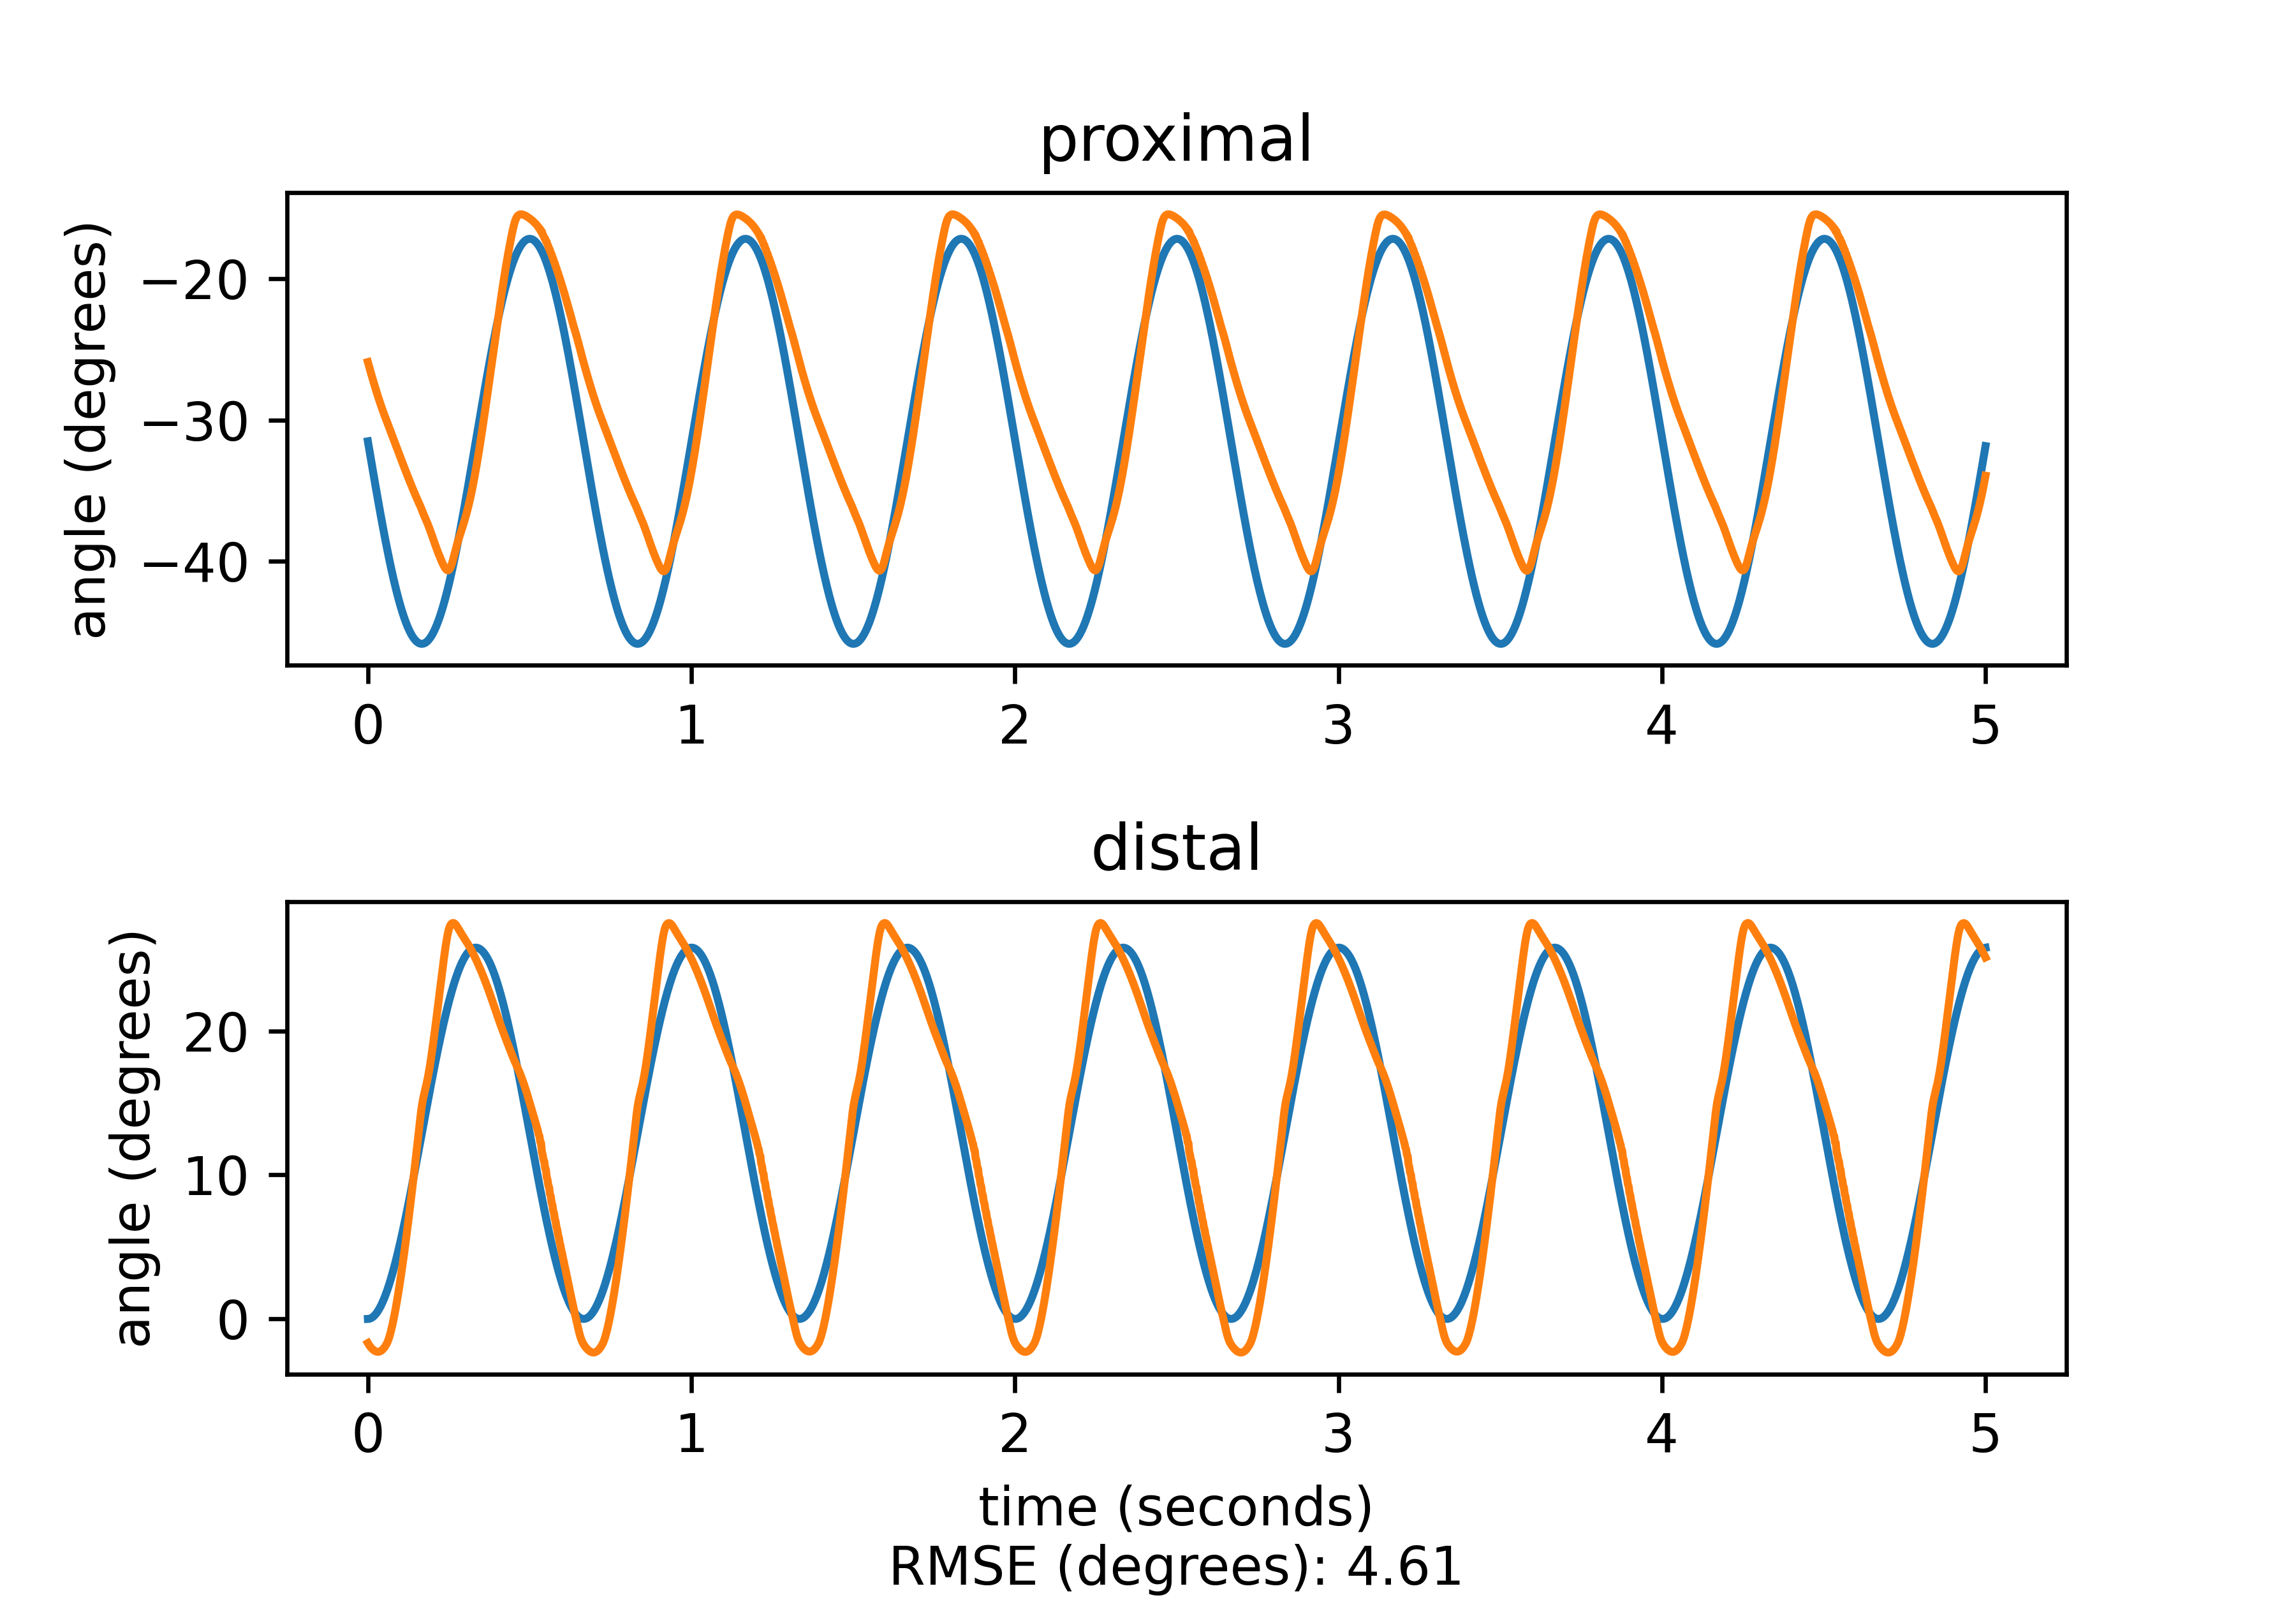 proximal
angle (degrees)
−20
−30
−40
0 1 2 3 4 5
distal
angle (degrees)
20
10
0
0 1 2 3 4 5
time (seconds)
RMSE (degrees): 4.61